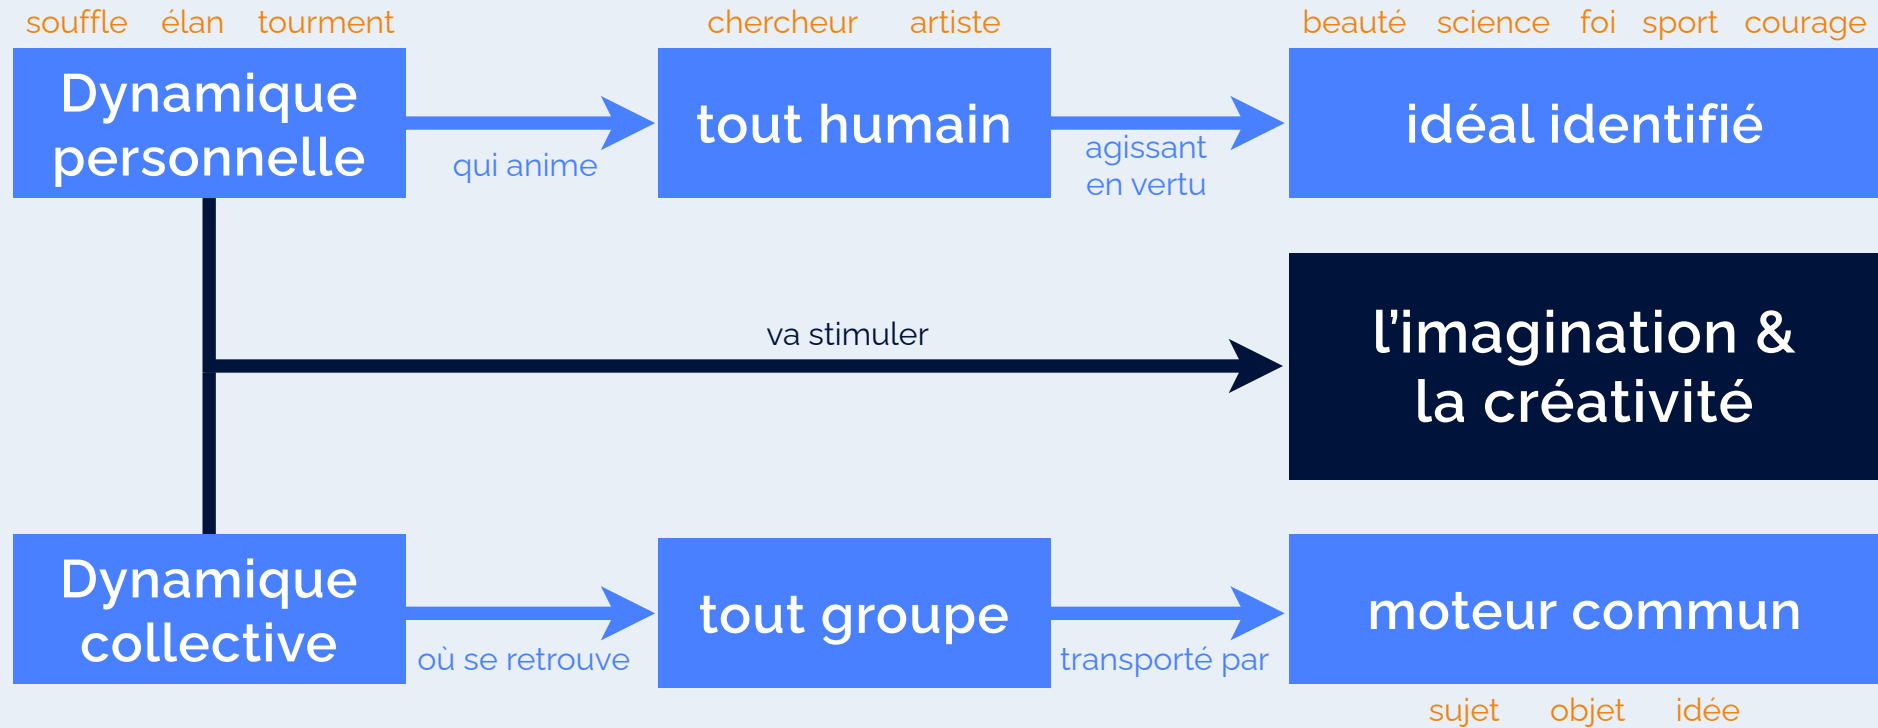 souffle élan tourment
chercheur artiste
beauté science foi sport courage
Dynamique
personnelle
qui anime
tout humain
agissant
en vertu
idéal identifié
va stimuler
l'imagination &
la créativité
Dynamique
collective
où se retrouve
tout groupe
transporté par
moteur commun
sujet objet idée